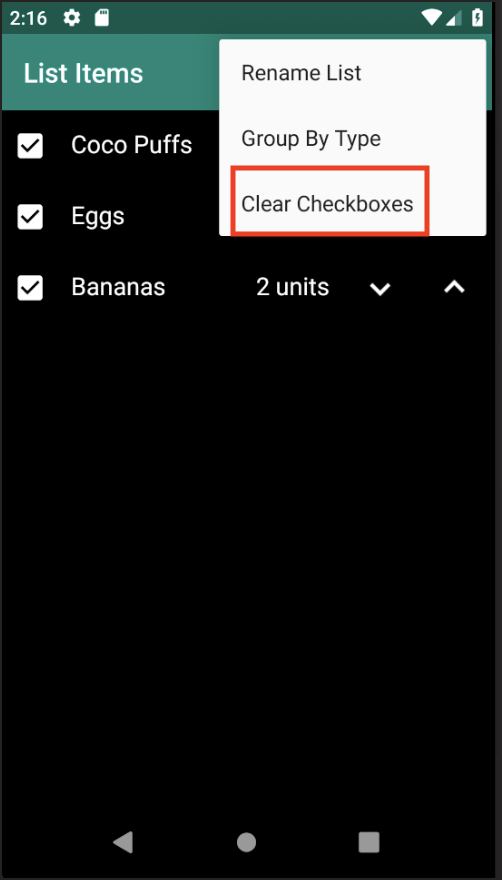 2:16
List Items
Rename List
Group By Type
Clear Checkboxes
Coco Puffs
Eggs
Bananas 2 units